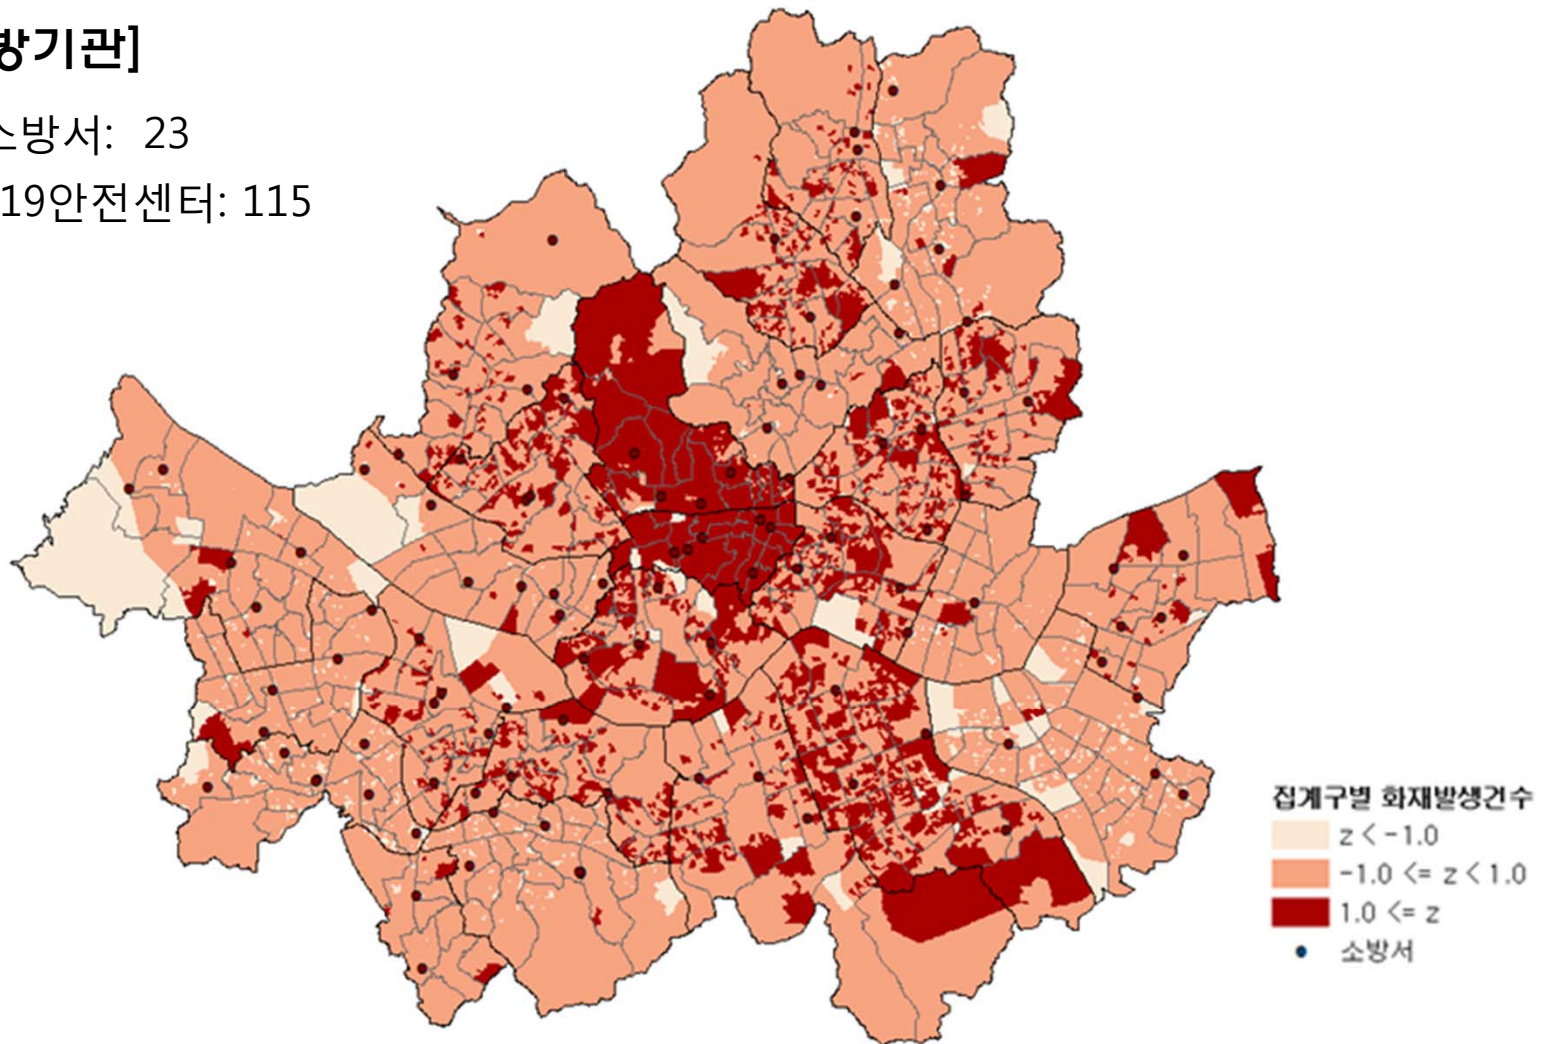 방기관]
소방서: 23
19안전센터: 115
집계구별 화재발생건수
z < -1.0
-1.0 <= z < 1.0
1.0 <= z
소방서